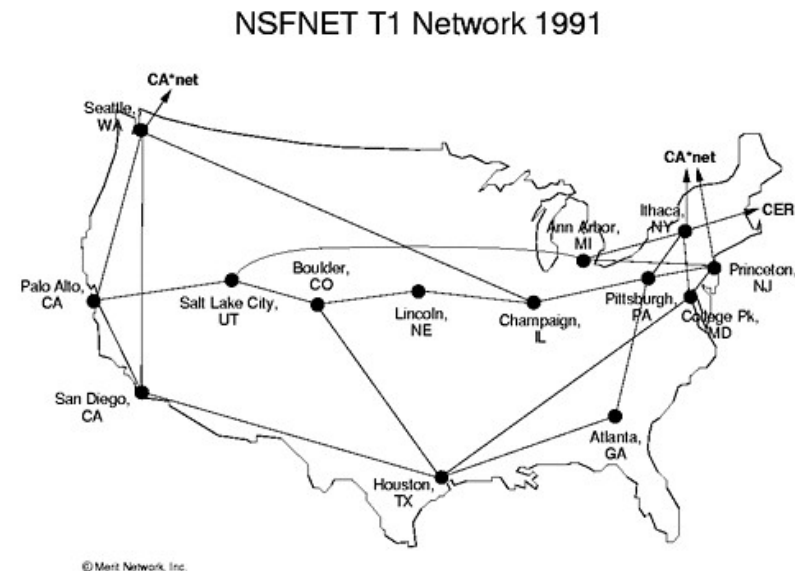 NSFNET T1 Network 1991
CA*net
Seattle,
WA
CA*net
Ithaca,
NY
CER
Ann Arbor,
MI
Boulder,
CO
Palo Alto,
CA
Salt Lake City,
UT
Lincoln,
NE
Champaign,
IL
Pittsburgh,
PA
Princeton,
NJ
College Pk,
MD
San Diego,
CA
Atlanta,
GA
Houston,
TX
© Merit Network, Inc.